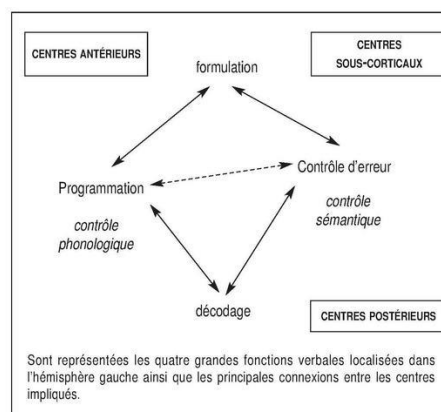 CENTRES ANTÉRIEURS
CENTRES
SOUS-CORTICAUX
formulation
Programmation
Contrôle d'erreur
contrôle
phonologique
contrôle
sémantique
décodage
CENTRES POSTÉRIEURS
Sont représentées les quatre grandes fonctions verbales localisées dans
l'hémisphère gauche ainsi que les principales connexions entre les centres
impliqués.